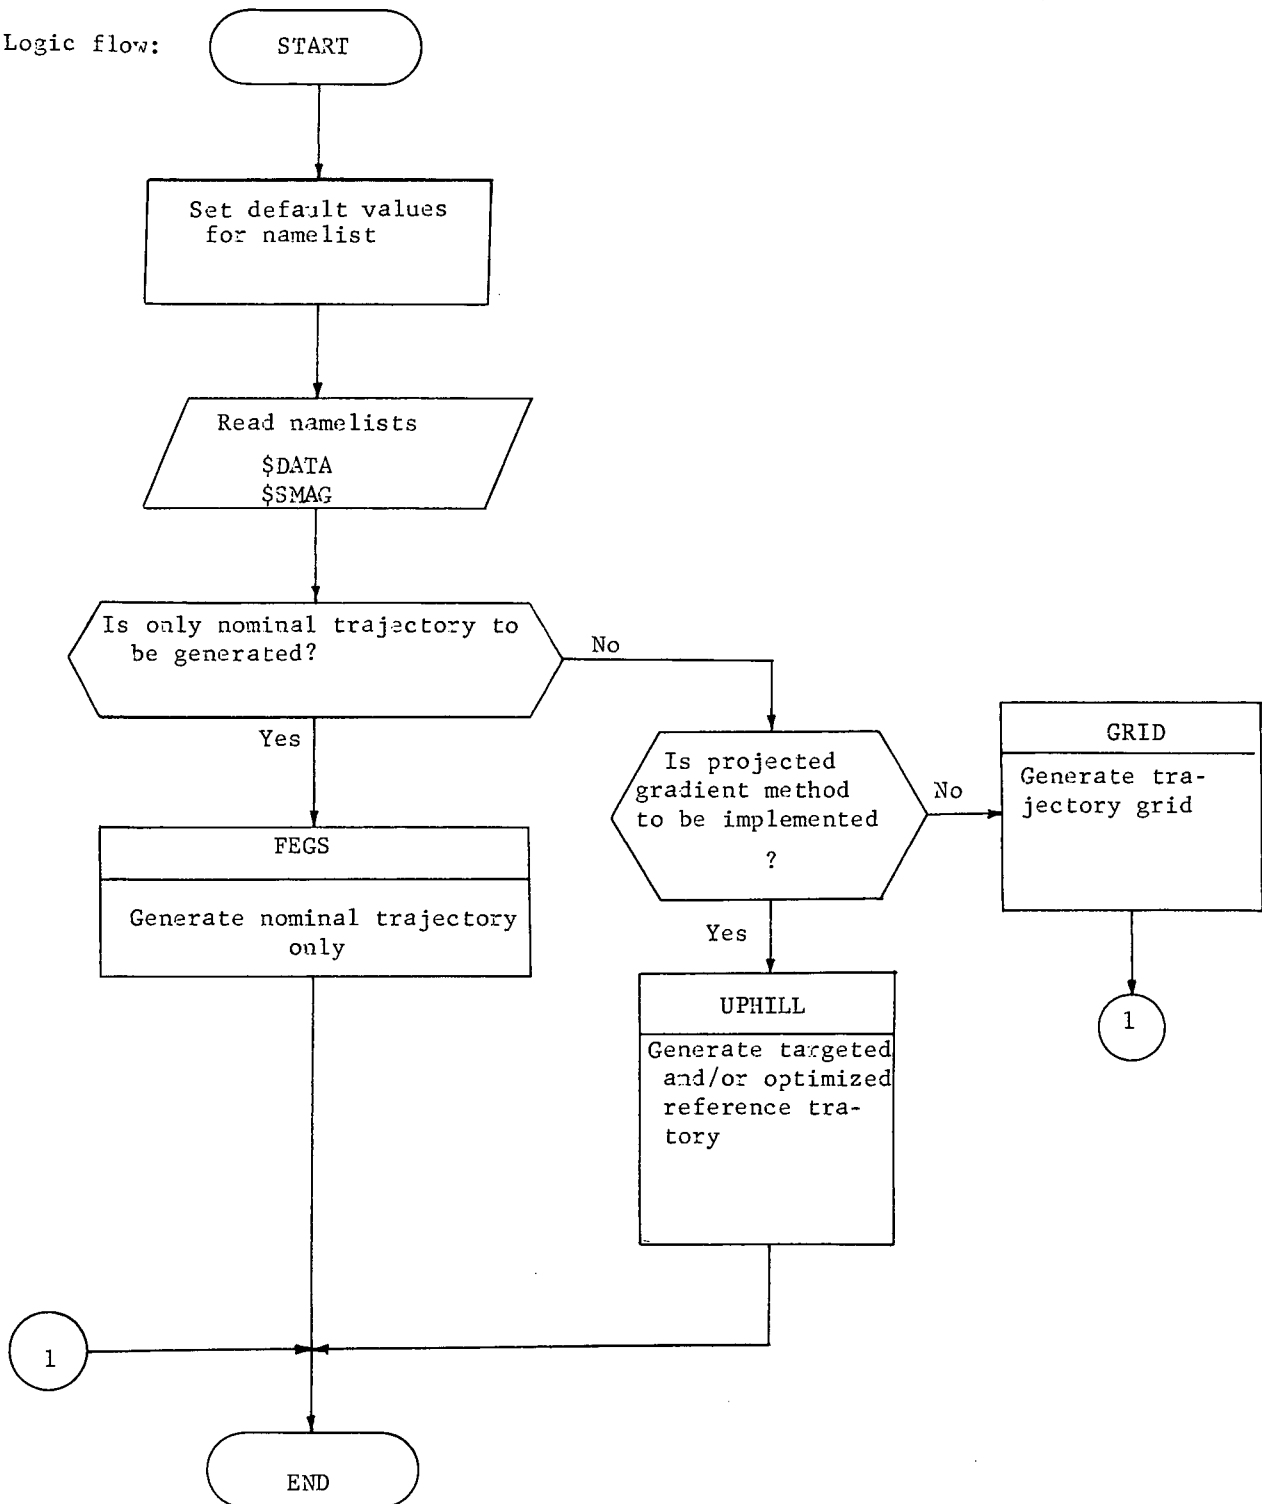 Logic flow:
START
Set default values
for namelist
Read namelists
$DATA
$SMAG
Is only nominal trajectory to
be generated?
No
Yes
Is projected
gradient method
to be implemented
?
No
GRID
Generate tra-
jectory grid
FEGS
Generate nominal trajectory
only
Yes
UPHILL
Generate targeted
and/or optimized
reference tra-
tory
1
1
END